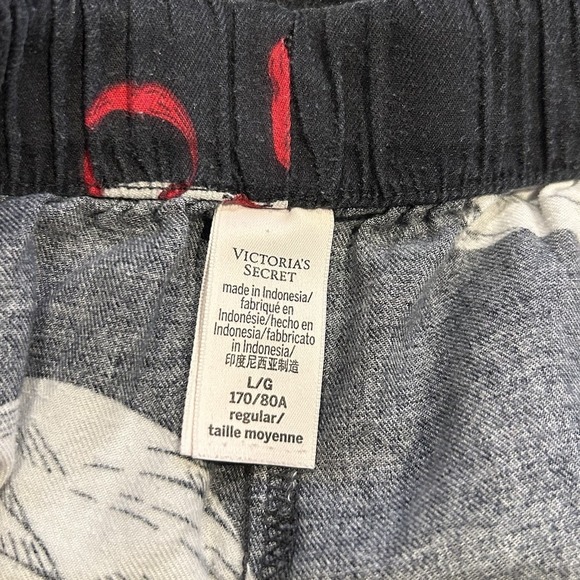 VICTORIA'S
SECRET
made in Indonesia/
fabriqué en
Indonésie/hecho en
Indonesia/fabbricato
in Indonesia/
印度尼西亚制造
L/G
170/80A
regular/
taille moyenne